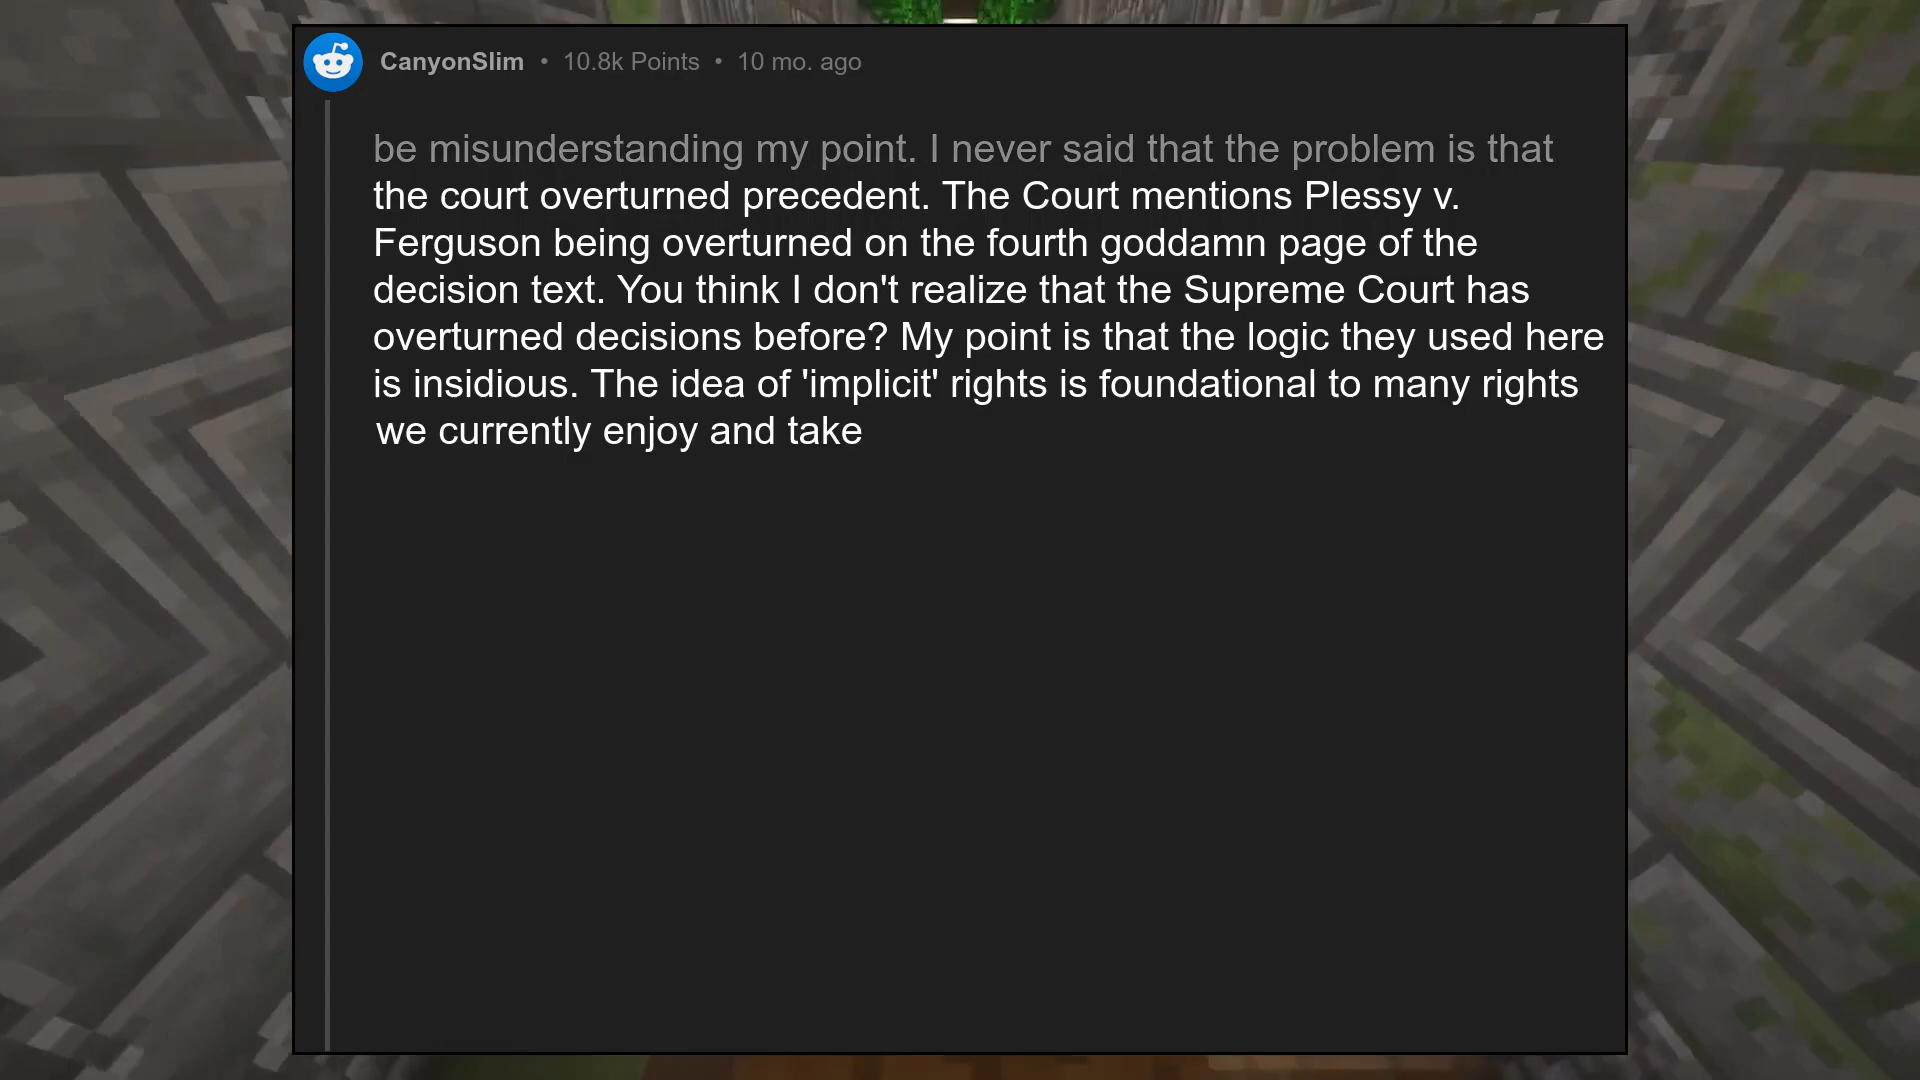 CanyonSlim • 10.8k Points • 10 mo. ago
be misunderstanding my point. I never said that the problem is that
the court overturned precedent. The Court mentions Plessy v.
Ferguson being overturned on the fourth goddamn page of the
decision text. You think I don't realize that the Supreme Court has
overturned decisions before? My point is that the logic they used here
is insidious. The idea of 'implicit' rights is foundational to many rights
we currently enjoy and take